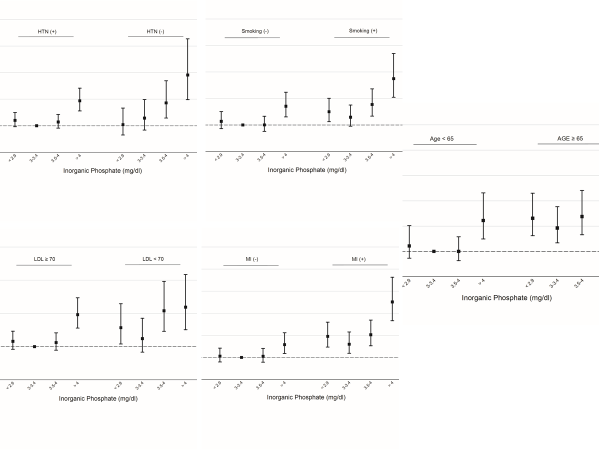 HTN (+) HTN (-)
< 2.9 3-3.4 3.5-4 > 4 < 2.9 3-3.4 3.5-4 > 4
Inorganic Phosphate (mg/dl)
Smoking (-) Smoking (+)
< 2.9 3-3.4 3.5-4 > 4 < 2.9 3-3.4 3.5-4 > 4
Inorganic Phosphate (mg/dl)
Age < 65 AGE ≥ 65
< 2.9 3-3.4 3.5-4 > 4 < 2.9 3-3.4 3.5-4
Inorganic Phosphate (mg/dl)
LDL ≥ 70 LDL < 70
< 2.9 3-3.4 3.5-4 > 4 < 2.9 3-3.4 3.5-4 > 4
Inorganic Phosphate (mg/dl)
MI (-) MI (+)
< 2.9 3-3.4 3.5-4 > 4 < 2.9 3-3.4 3.5-4 > 4
Inorganic Phosphate (mg/dl)